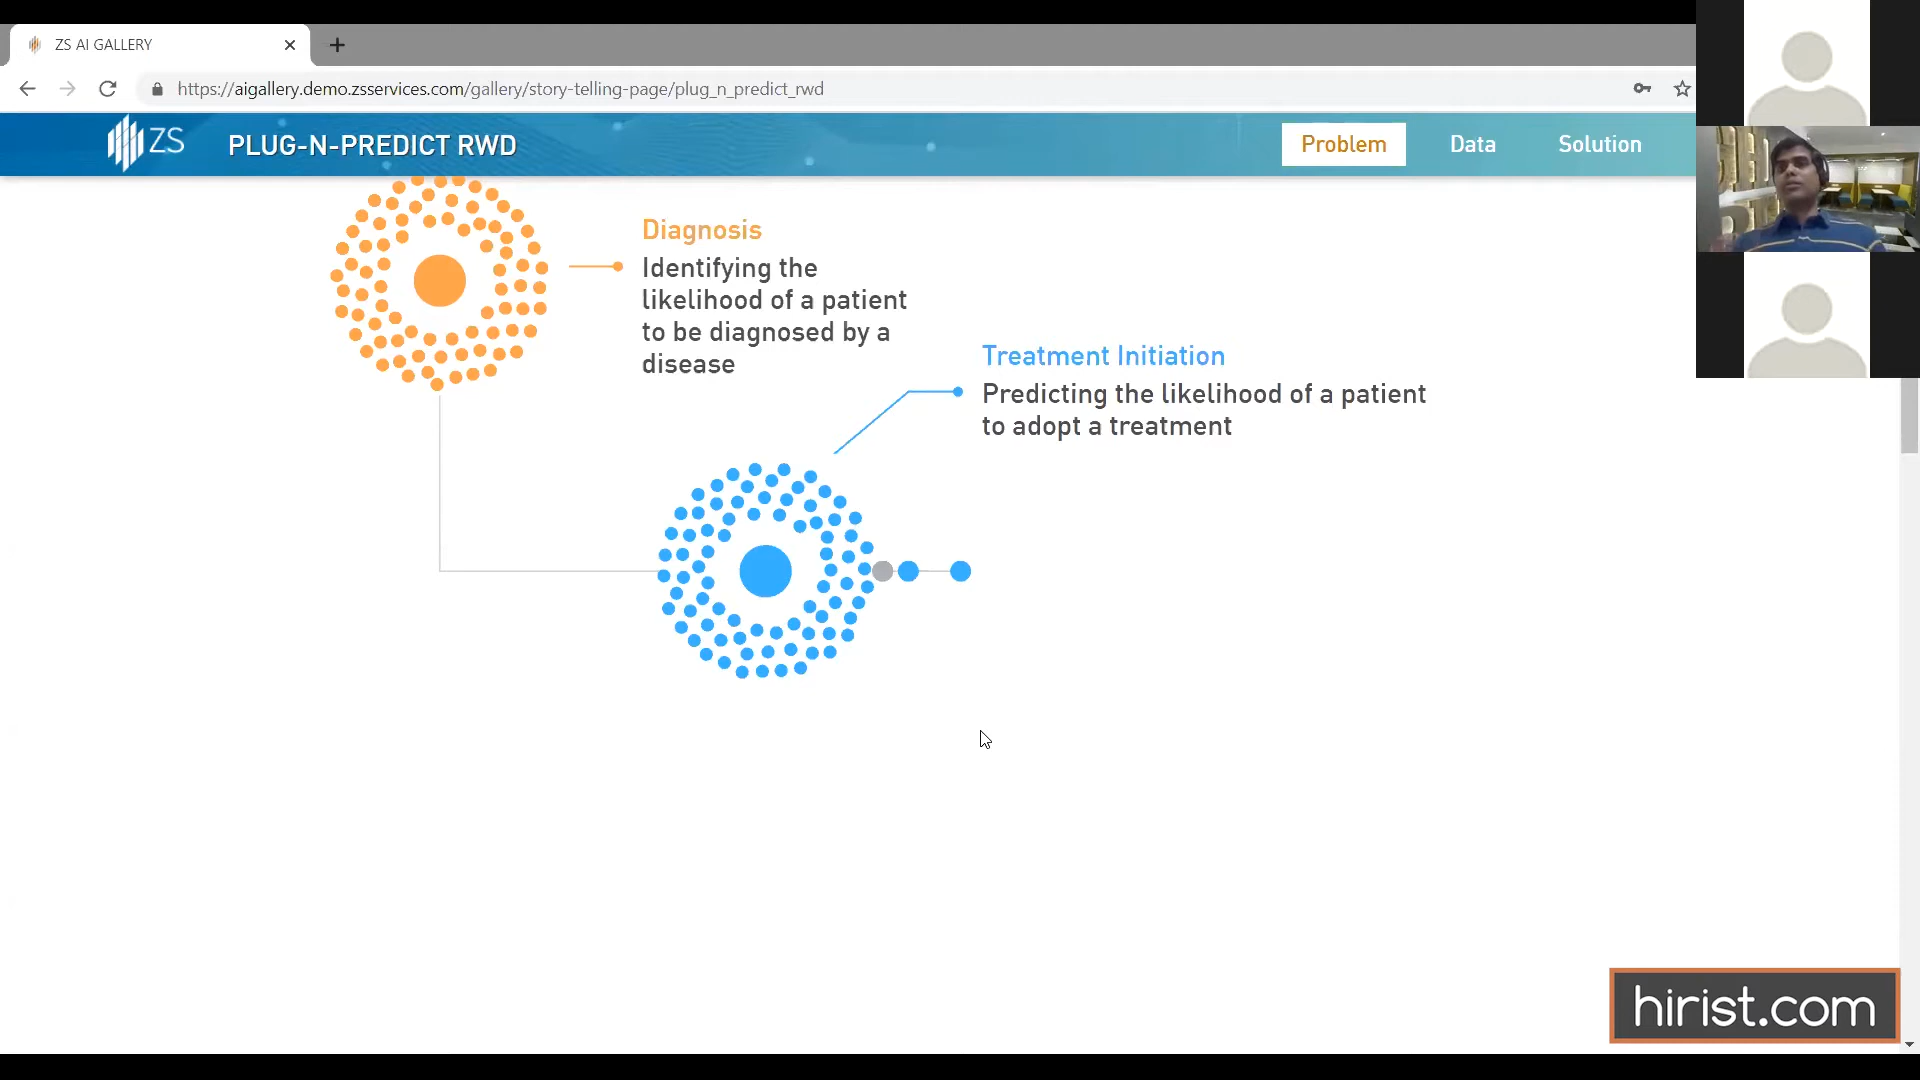 ZS AI GALLERY
https://aigallery.demo.zsservices.com/gallery/story-telling-page/plug_n_predict_rwd
ZS
PLUG-N-PREDICT RWD
Problem
Data
Solution
Diagnosis
Identifying the
likelihood of a patient
to be diagnosed by a
disease
Treatment Initiation
Predicting the likelihood of a patient
to adopt a treatment
hirist.com